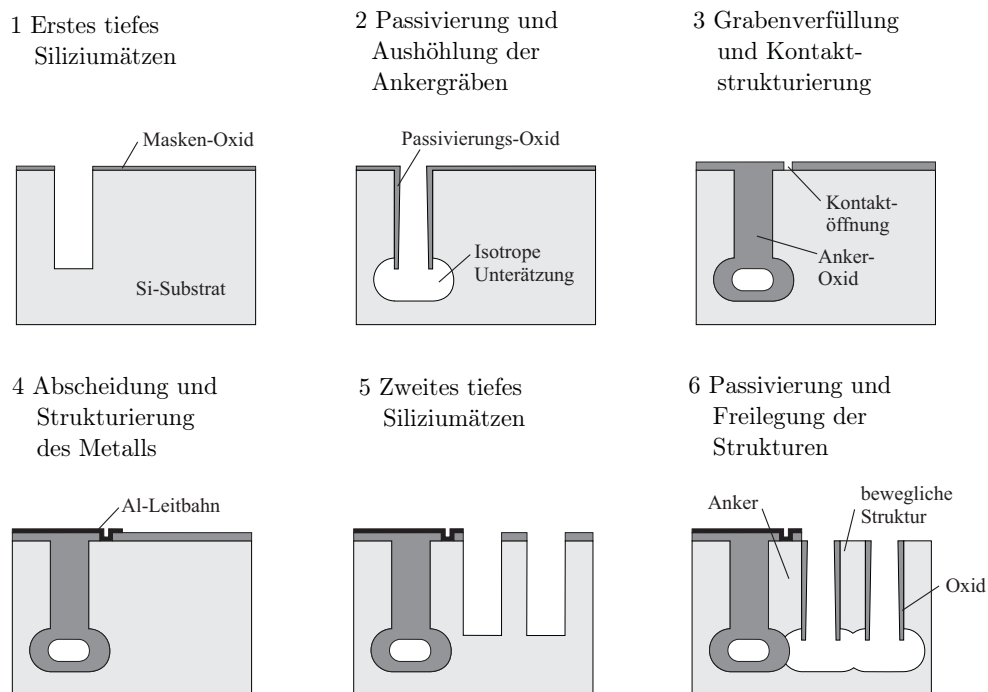 1 Erstes tiefes
Siliziumätzen
Masken-Oxid
Si-Substrat
2 Passivierung und
Aushöhlung der
Ankergräben
Passivierungs-Oxid
Isotrope
Unterätzung
3 Grabenverfüllung
und Kontakt-
strukturierung
Kontakt-
öffnung
Anker-
Oxid
4 Abscheidung und
Strukturierung
des Metalls
Al-Leitbahn
5 Zweites tiefes
Siliziumätzen
6 Passivierung und
Freilegung der
Strukturen
Anker
bewegliche
Struktur
Oxid